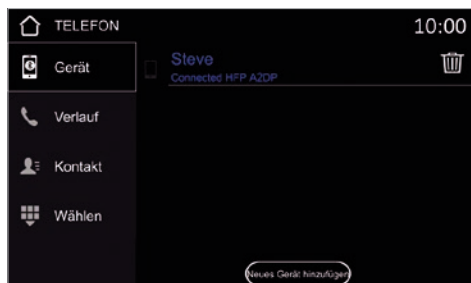 TELEFON
10:00
Gerät
Steve
Connected HFP A2DP
Verlauf
Kontakt
Wählen
Neues Gerät hinzufügen